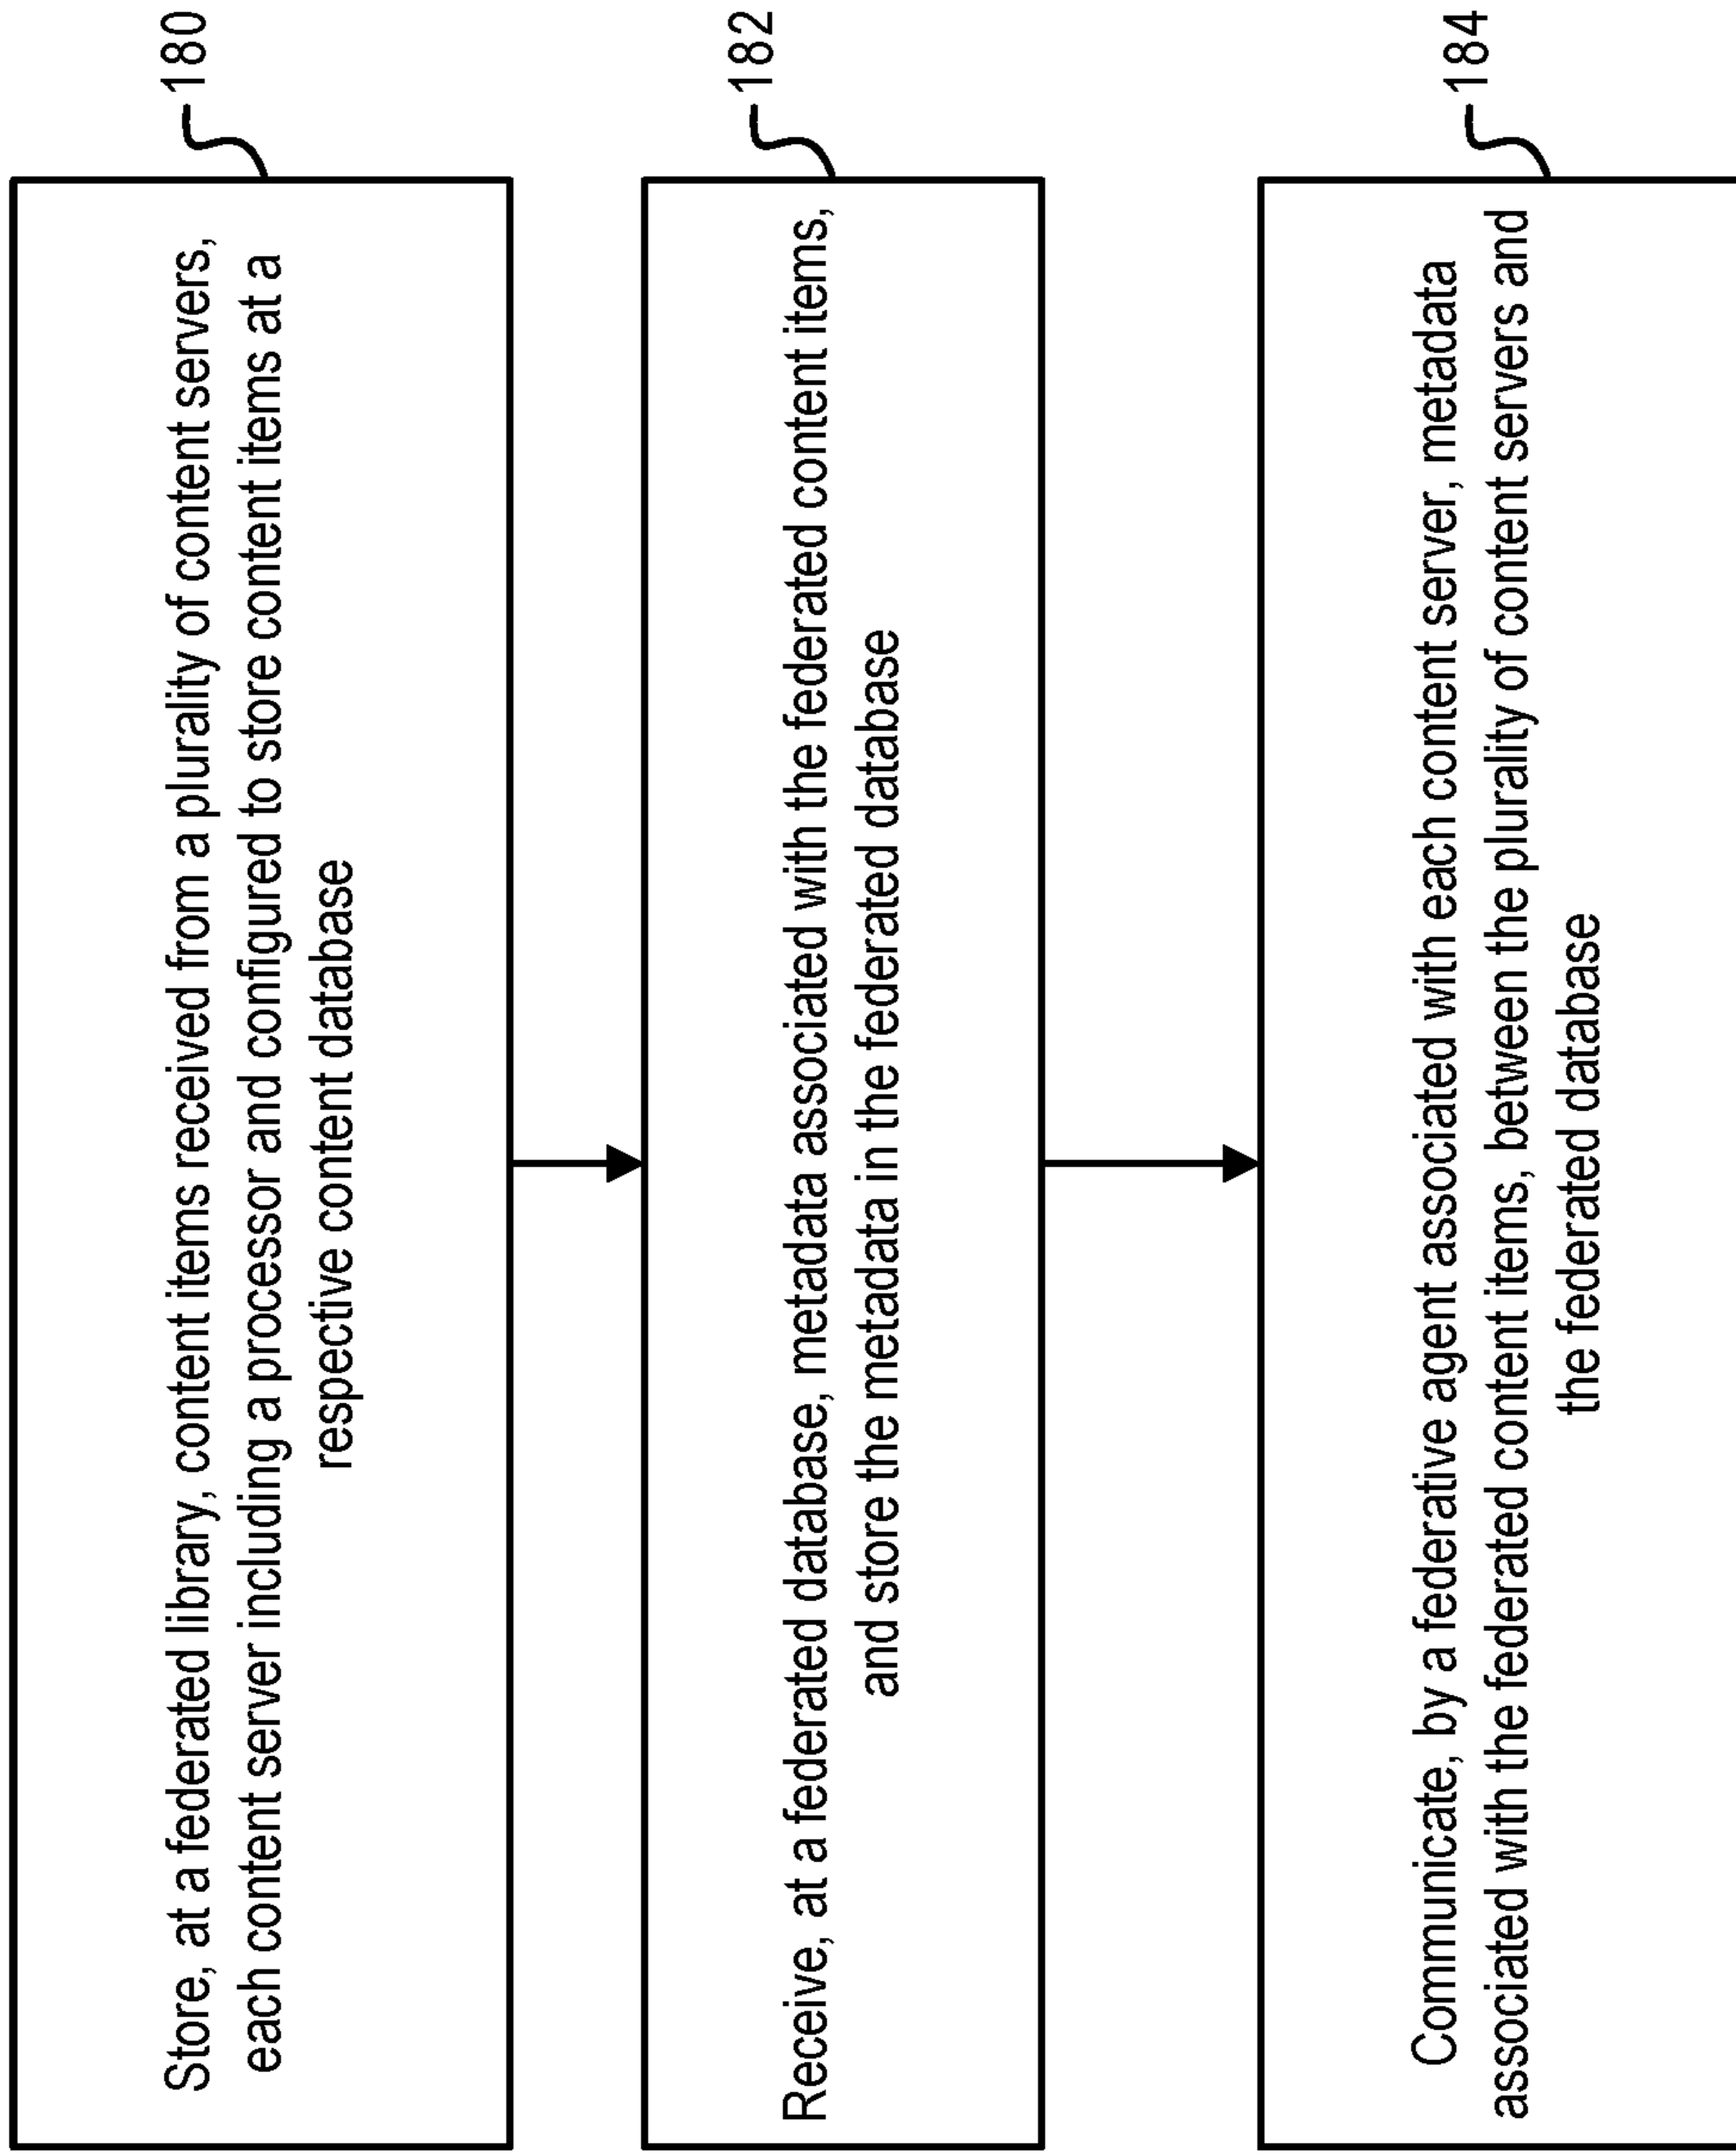 Store, at a federated library, content items received from a plurality of content servers,
each content server including a processor and configured to store content items at a
respective content database
180
Receive, at a federated database, metadata associated with the federated content items,
and store the metadata in the federated database
182
Communicate, by a federative agent associated with each content server, metadata
associated with the federated content items, between the plurality of content servers and
the federated database
184